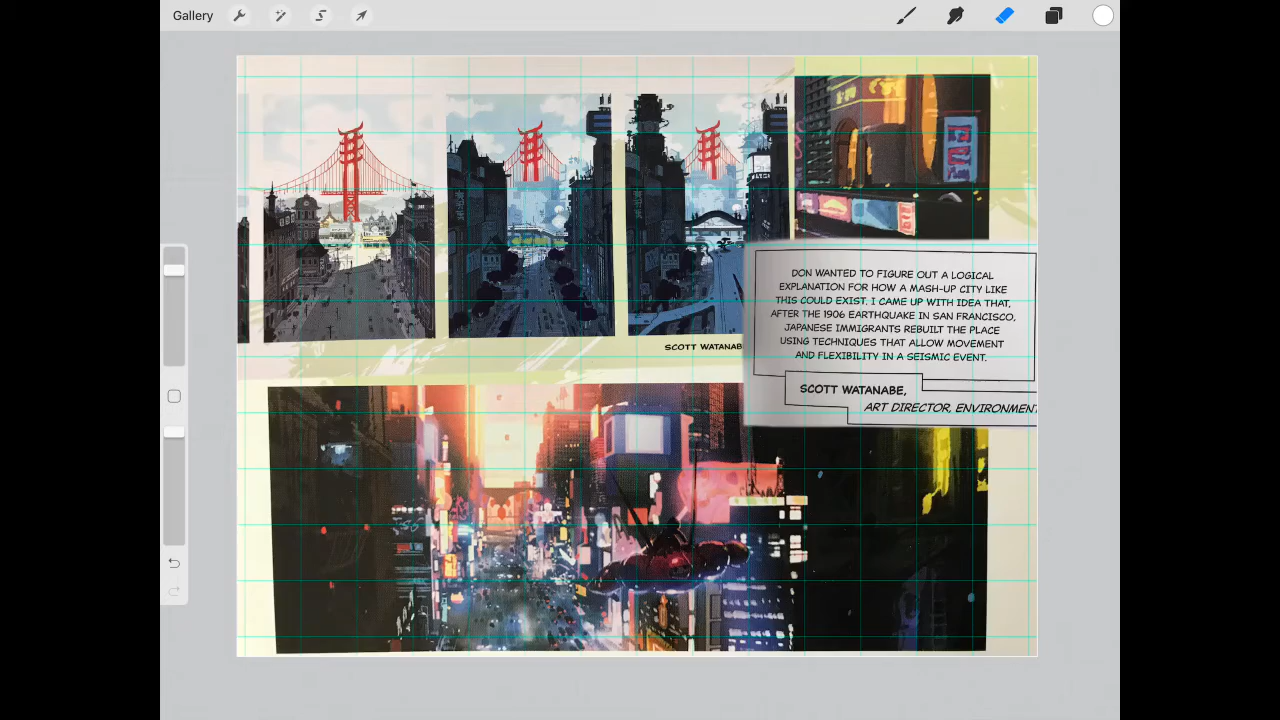 Gallery
SCOTT WATANAB
DON WANTED TO FIGURE OUT A LOGICAL
EXPLANATION FOR HOW A MASH-UP CITY LIKE
THIS COULD EXIST. I CAME UP WITH IDEA THAT,
AFTER THE 1906 EARTHQUAKE IN SAN FRANCISCO,
JAPANESE IMMIGRANTS REBUILT THE PLACE
USING TECHNIQUES THAT ALLOW MOVEMENT
AND FLEXIBILITY IN A SEISMIC EVENT.
SCOTT WATANABE,
ART DIRECTOR, ENVIRONMENT